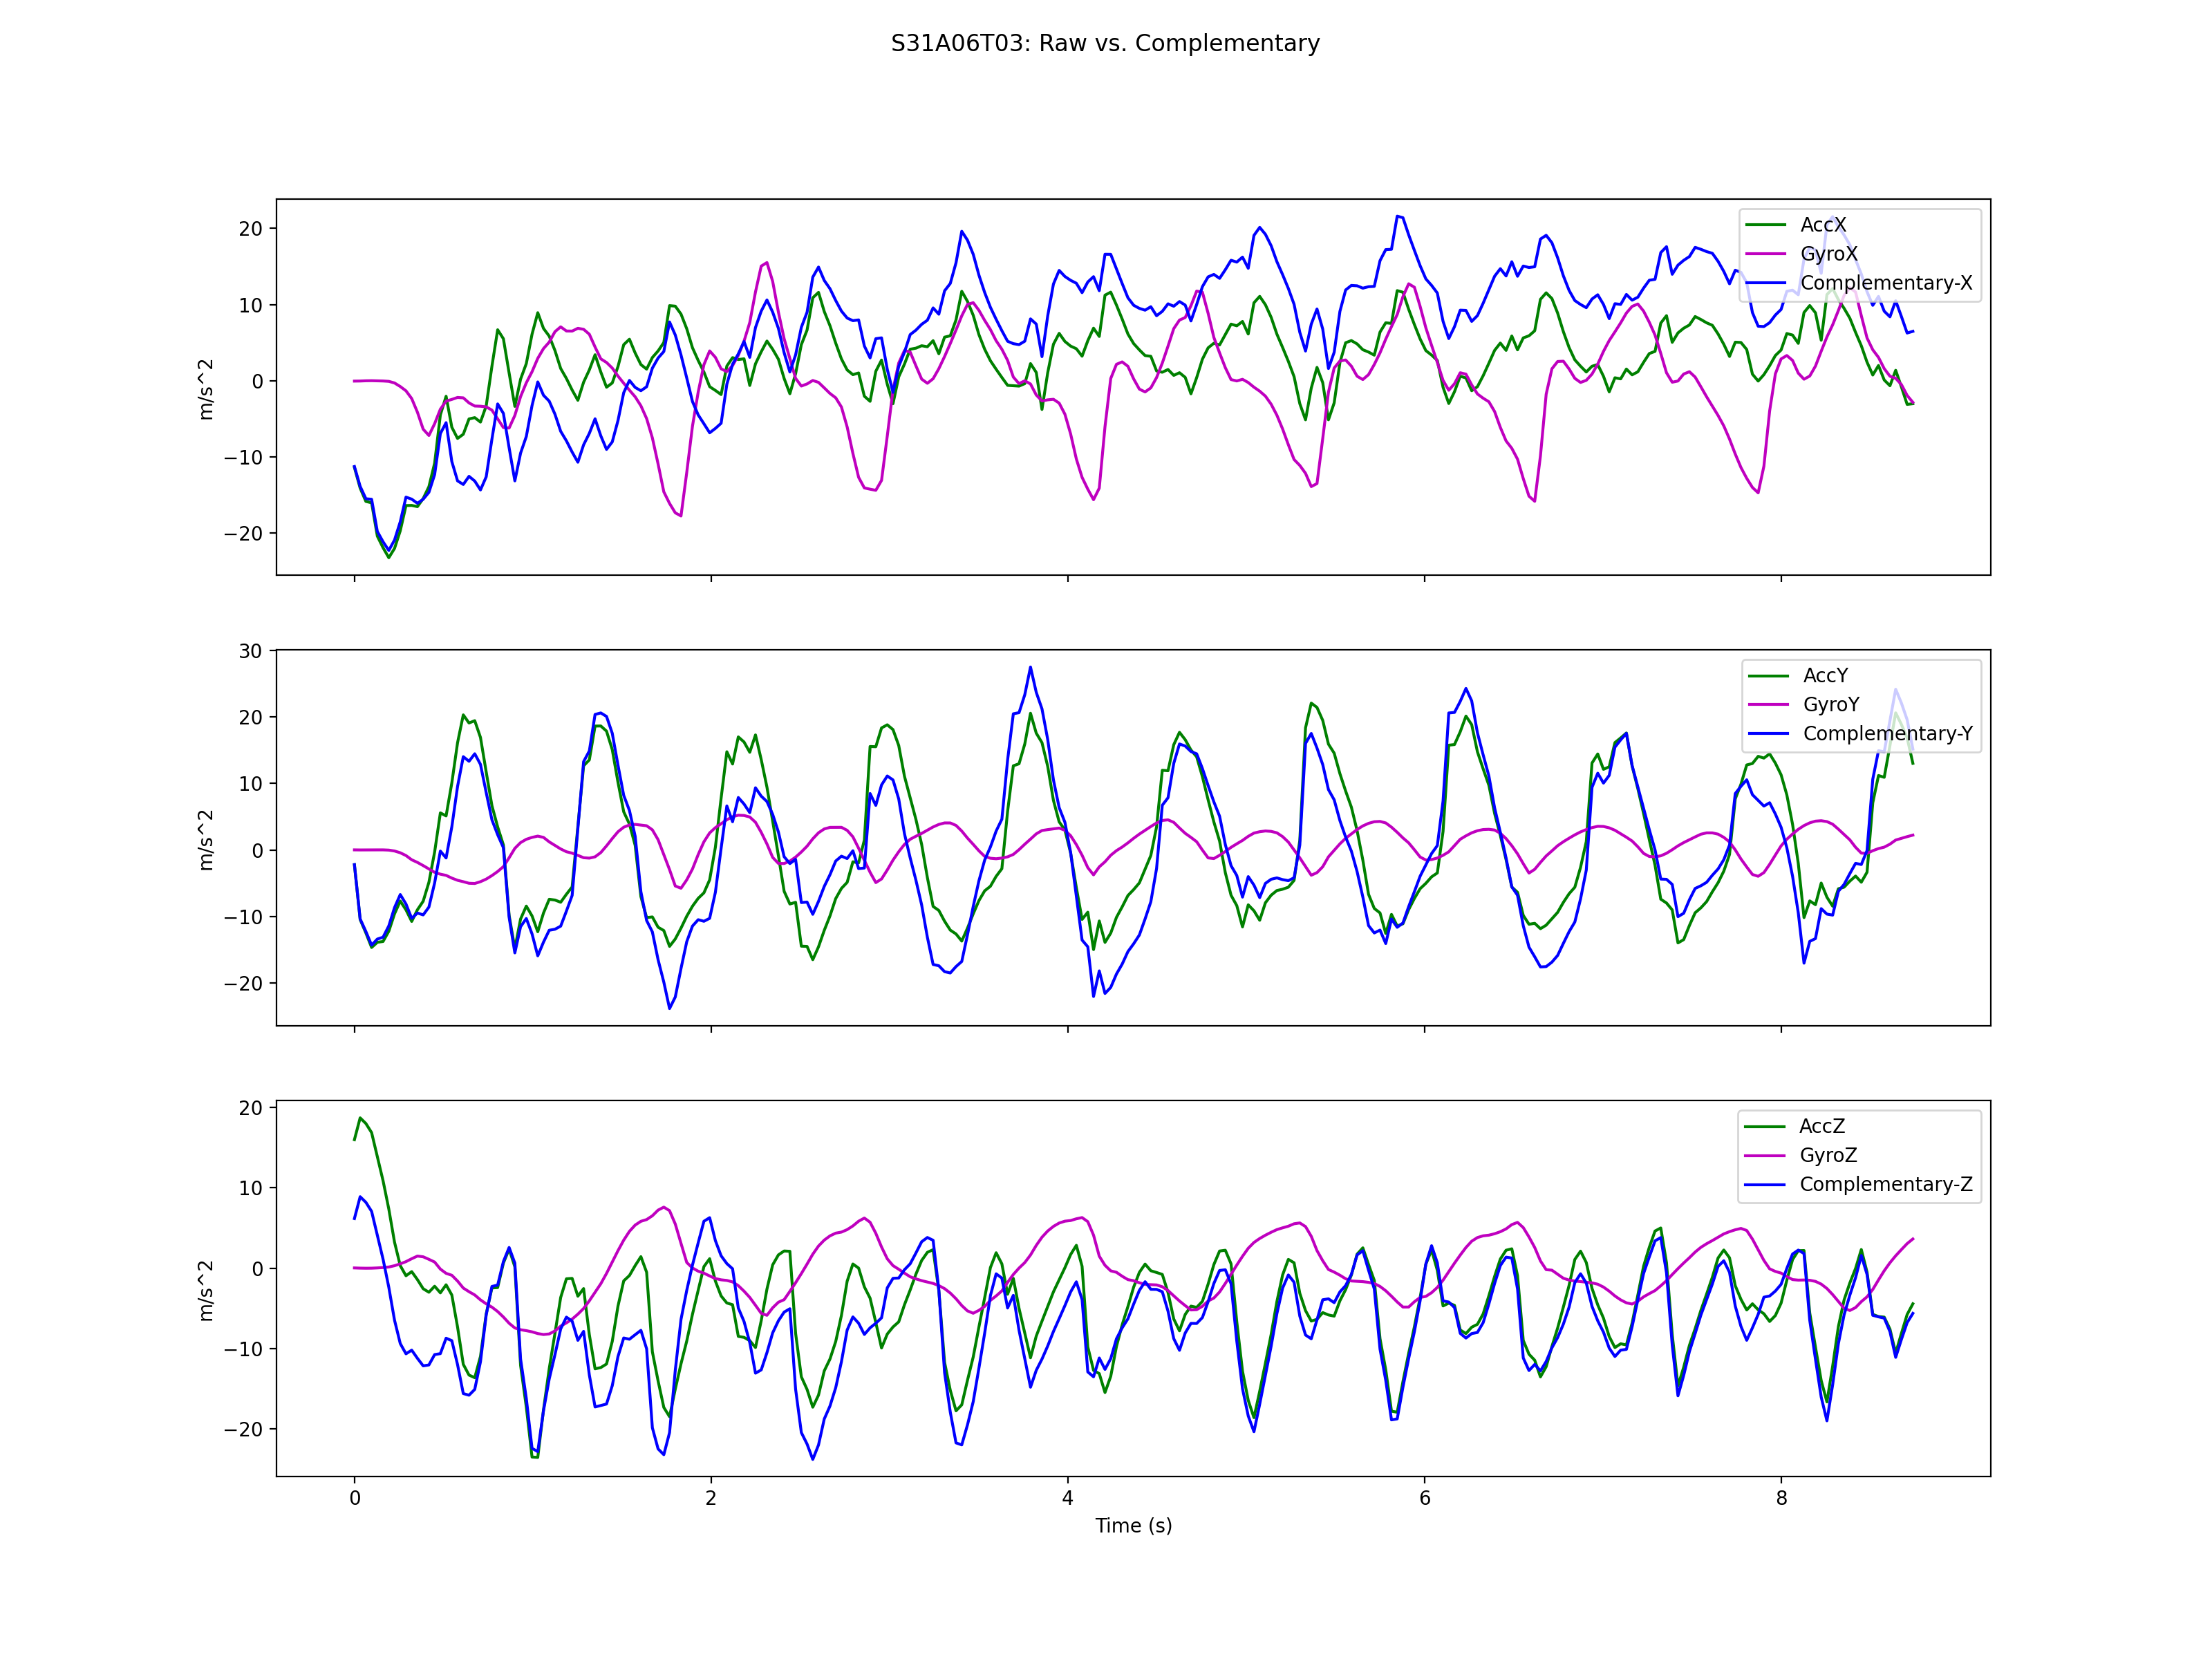 S31A06T03: Raw vs. Complementary
20
10
0
−10
−20
m/s^2
AccX
GyroX
Complementary-X
30
20
10
0
−10
−20
m/s^2
AccY
GyroY
Complementary-Y
20
10
0
−10
−20
m/s^2
AccZ
GyroZ
Complementary-Z
0 2 4 6 8
Time (s)